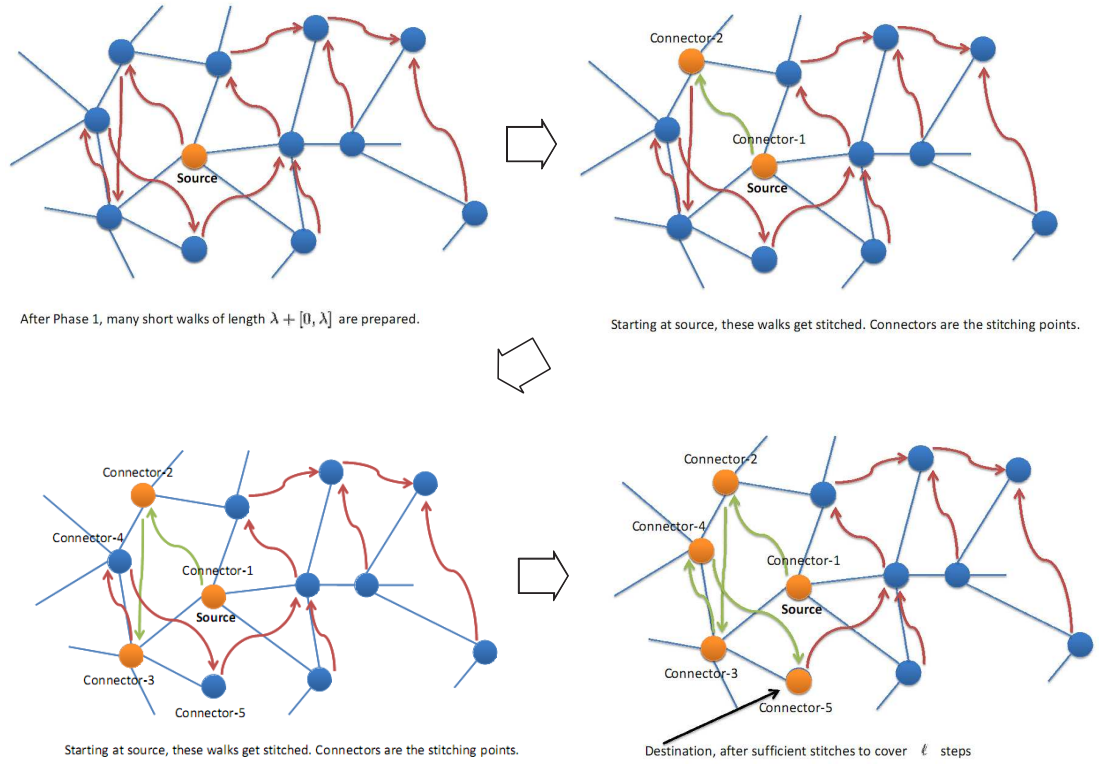 Source
After Phase 1, many short walks of length λ + [0, λ] are prepared.
Connector-2
Connector-1
Source
Starting at source, these walks get stitched. Connectors are the stitching points.
Connector-2
Connector-4
Connector-1
Source
Connector-3
Connector-5
Starting at source, these walks get stitched. Connectors are the stitching points.
Connector-2
Connector-4
Connector-1
Source
Connector-3
Connector-5
Destination, after sufficient stitches to cover ℓ steps